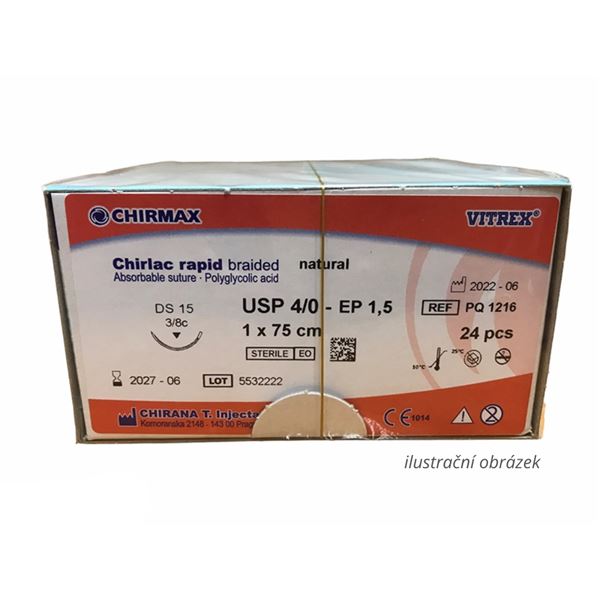 CHIRMAX VITREX®
Chirlac rapid braided natural
Absorbable suture · Polyglycolic acid
2022 - 06
DS 15
3/8c
USP 4/0 - EP 1,5
1 x 75 cm
REF PQ 1216
24 pcs
STERILE EO
10°C 25°C
2027 - 06 LOT 5532222
CHIRANA T. Injecta
Komoranska 2148 - 143 00
CE 1014
ilustrační obrázek